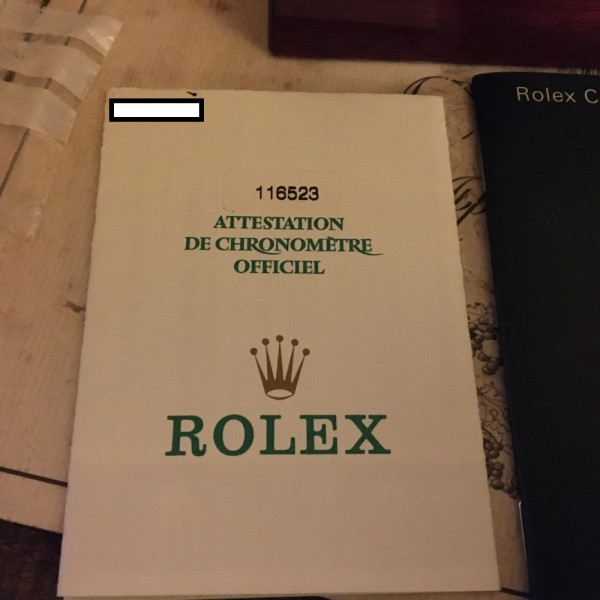 116523
ATTESTATION
DE CHRONOMÈTRE
OFFICIEL
ROLEX
Rolex C